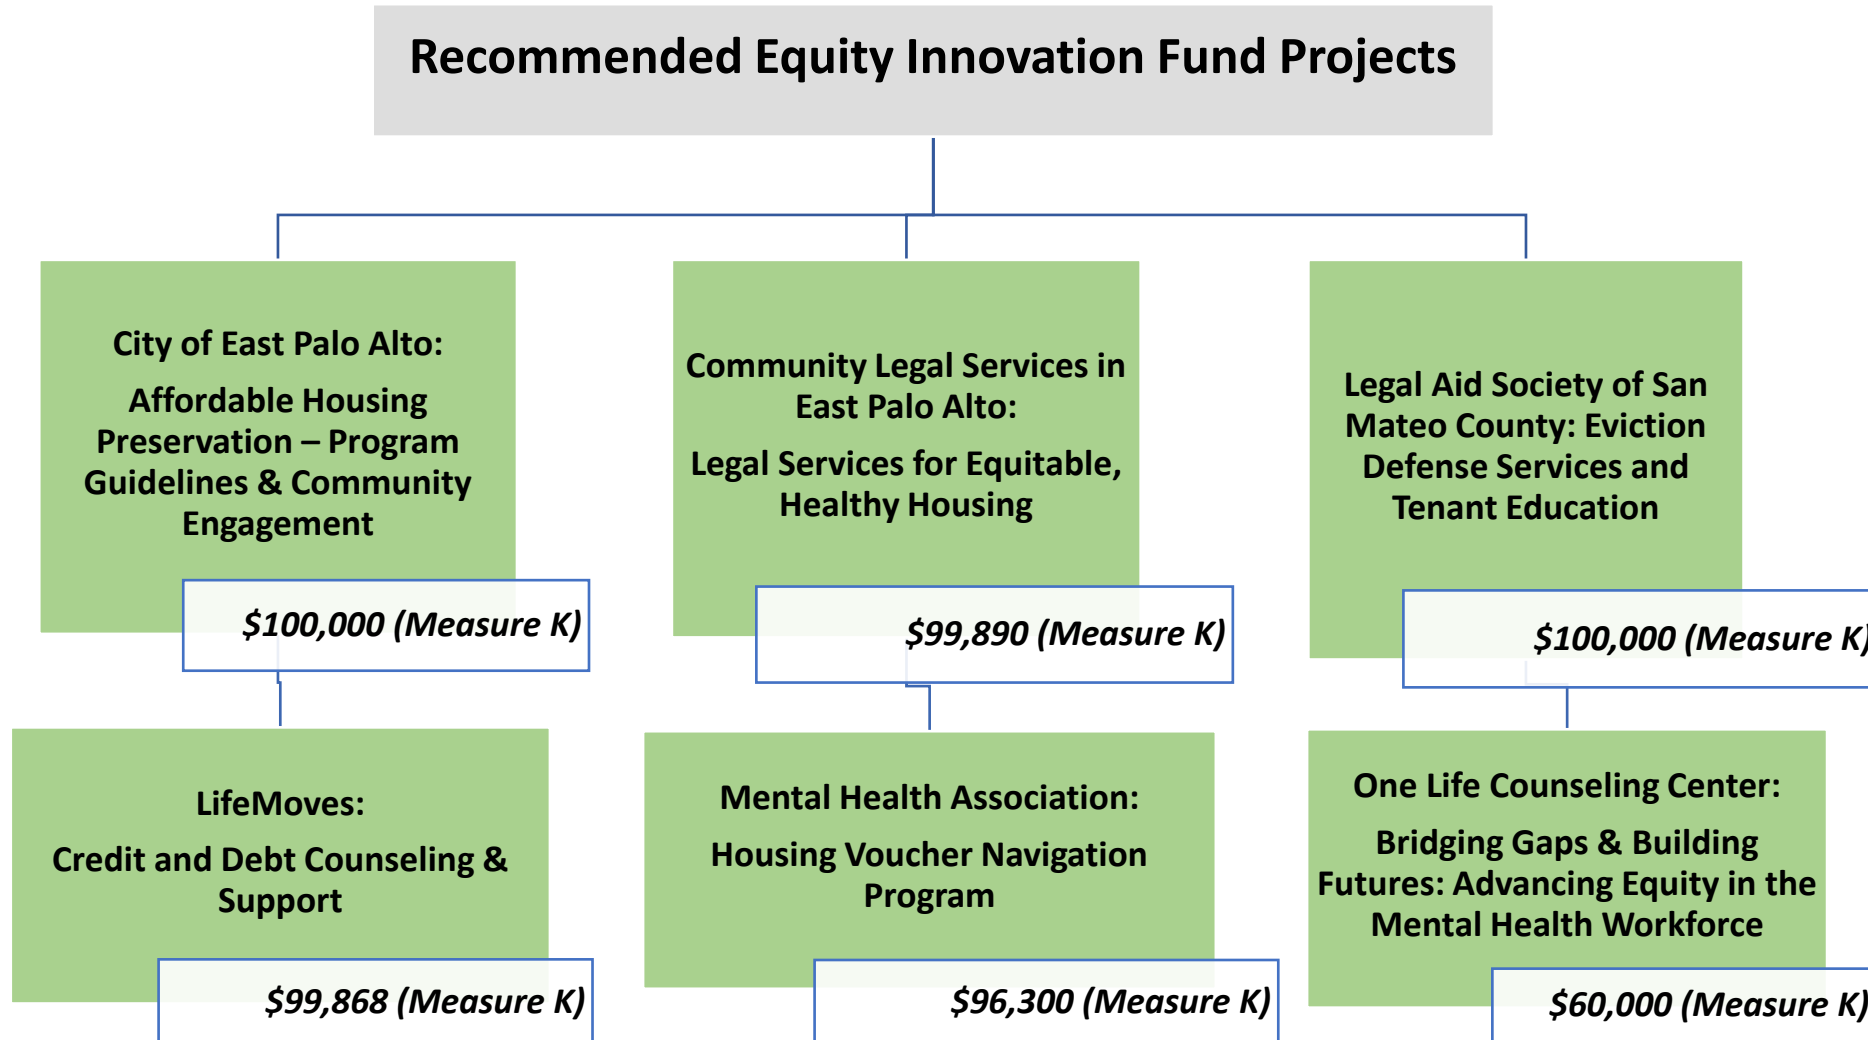 Recommended Equity Innovation Fund Projects
City of East Palo Alto:
Affordable Housing
Preservation – Program
Guidelines & Community
Engagement
$100,000 (Measure K)
Community Legal Services in
East Palo Alto:
Legal Services for Equitable,
Healthy Housing
$99,890 (Measure K)
Legal Aid Society of San
Mateo County: Eviction
Defense Services and
Tenant Education
$100,000 (Measure K)
LifeMoves:
Credit and Debt Counseling &
Support
$99,868 (Measure K)
Mental Health Association:
Housing Voucher Navigation
Program
$96,300 (Measure K)
One Life Counseling Center:
Bridging Gaps & Building
Futures: Advancing Equity in the
Mental Health Workforce
$60,000 (Measure K)